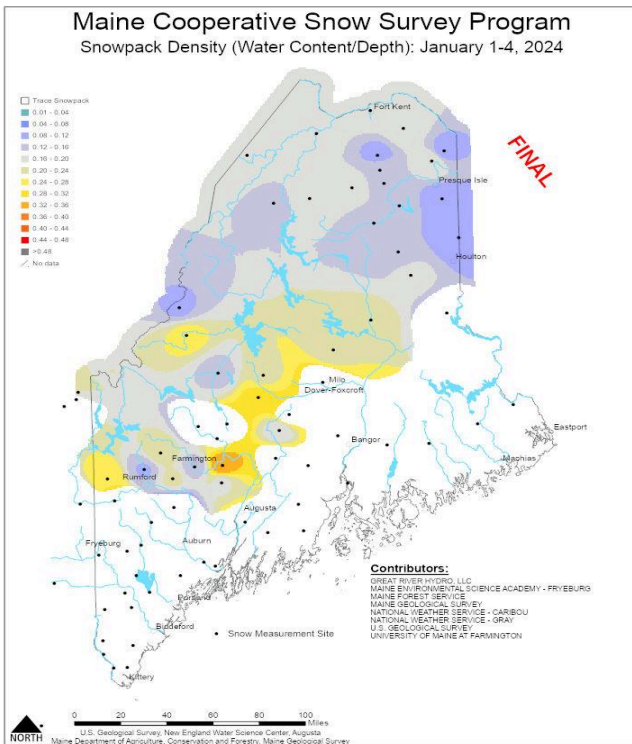 Maine Cooperative Snow Survey Program
Snowpack Density (Water Content/Depth): January 1-4, 2024
Trace Snowpack
0.01 - 0.04
0.04 - 0.08
0.08 - 0.12
0.12 - 0.16
0.16 - 0.20
0.20 - 0.24
0.24 - 0.28
0.28 - 0.32
0.32 - 0.36
0.36 - 0.40
0.40 - 0.44
0.44 - 0.48
>0.48
No data
Fort Kent
FINAL
Presque Isle
Houlton
Milo
Dover-Foxcroft
Eastport
Bangor
Machias
Farmington
Rumford
Augusta
Fryeburg
Auburn
Portland
Biddeford
Kittery
Snow Measurement Site
Contributors:
GREAT RIVER HYDRO, LLC
MAINE ENVIRONMENTAL SCIENCE ACADEMY - FRYEBURG
MAINE FOREST SERVICE
MAINE GEOLOGICAL SURVEY
NATIONAL WEATHER SERVICE - CARIBOU
NATIONAL WEATHER SERVICE - GRAY
U.S. GEOLOGICAL SURVEY
UNIVERSITY OF MAINE AT FARMINGTON
0 20 40 60 80 100
Miles
NORTH
U.S. Geological Survey, New England Water Science Center, Augusta
Maine Department of Agriculture, Conservation and Forestry, Maine Geological Survey